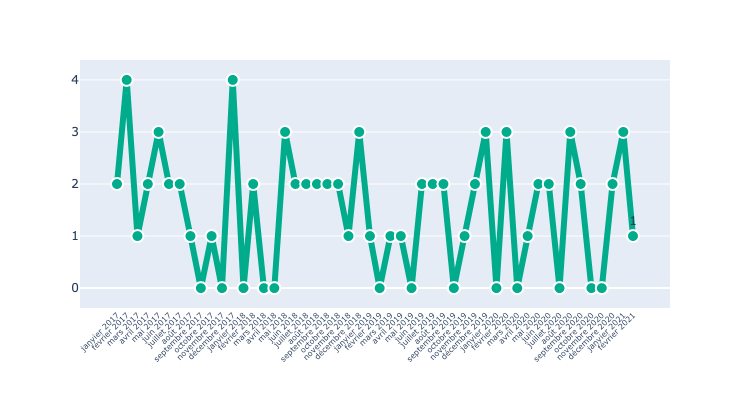 4
3
2
1
0
1
janvier 2017
février 2017
mars 2017
avril 2017
mai 2017
juin 2017
juillet 2017
août 2017
septembre 2017
octobre 2017
novembre 2017
décembre 2017
janvier 2018
février 2018
mars 2018
avril 2018
mai 2018
juin 2018
juillet 2018
août 2018
septembre 2018
octobre 2018
novembre 2018
décembre 2018
janvier 2019
février 2019
mars 2019
avril 2019
mai 2019
juin 2019
juillet 2019
août 2019
septembre 2019
octobre 2019
novembre 2019
décembre 2019
janvier 2020
février 2020
mars 2020
avril 2020
mai 2020
juin 2020
juillet 2020
août 2020
septembre 2020
octobre 2020
novembre 2020
décembre 2020
janvier 2021
février 2021